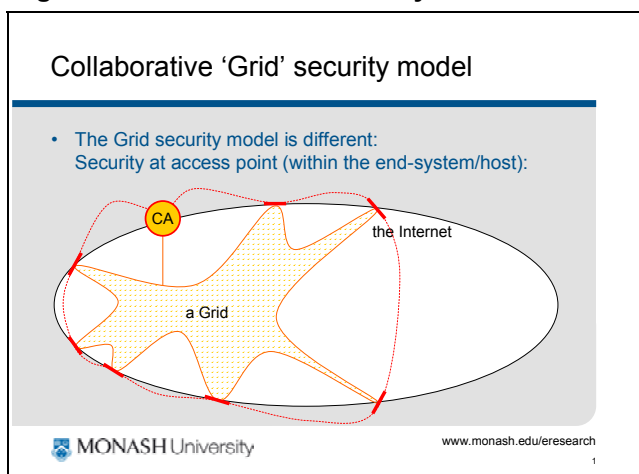 Collaborative ‘Grid’ security model
• The Grid security model is different:
Security at access point (within the end-system/host):
CA
the Internet
a Grid
MONASH University
www.monash.edu/eresearch
1